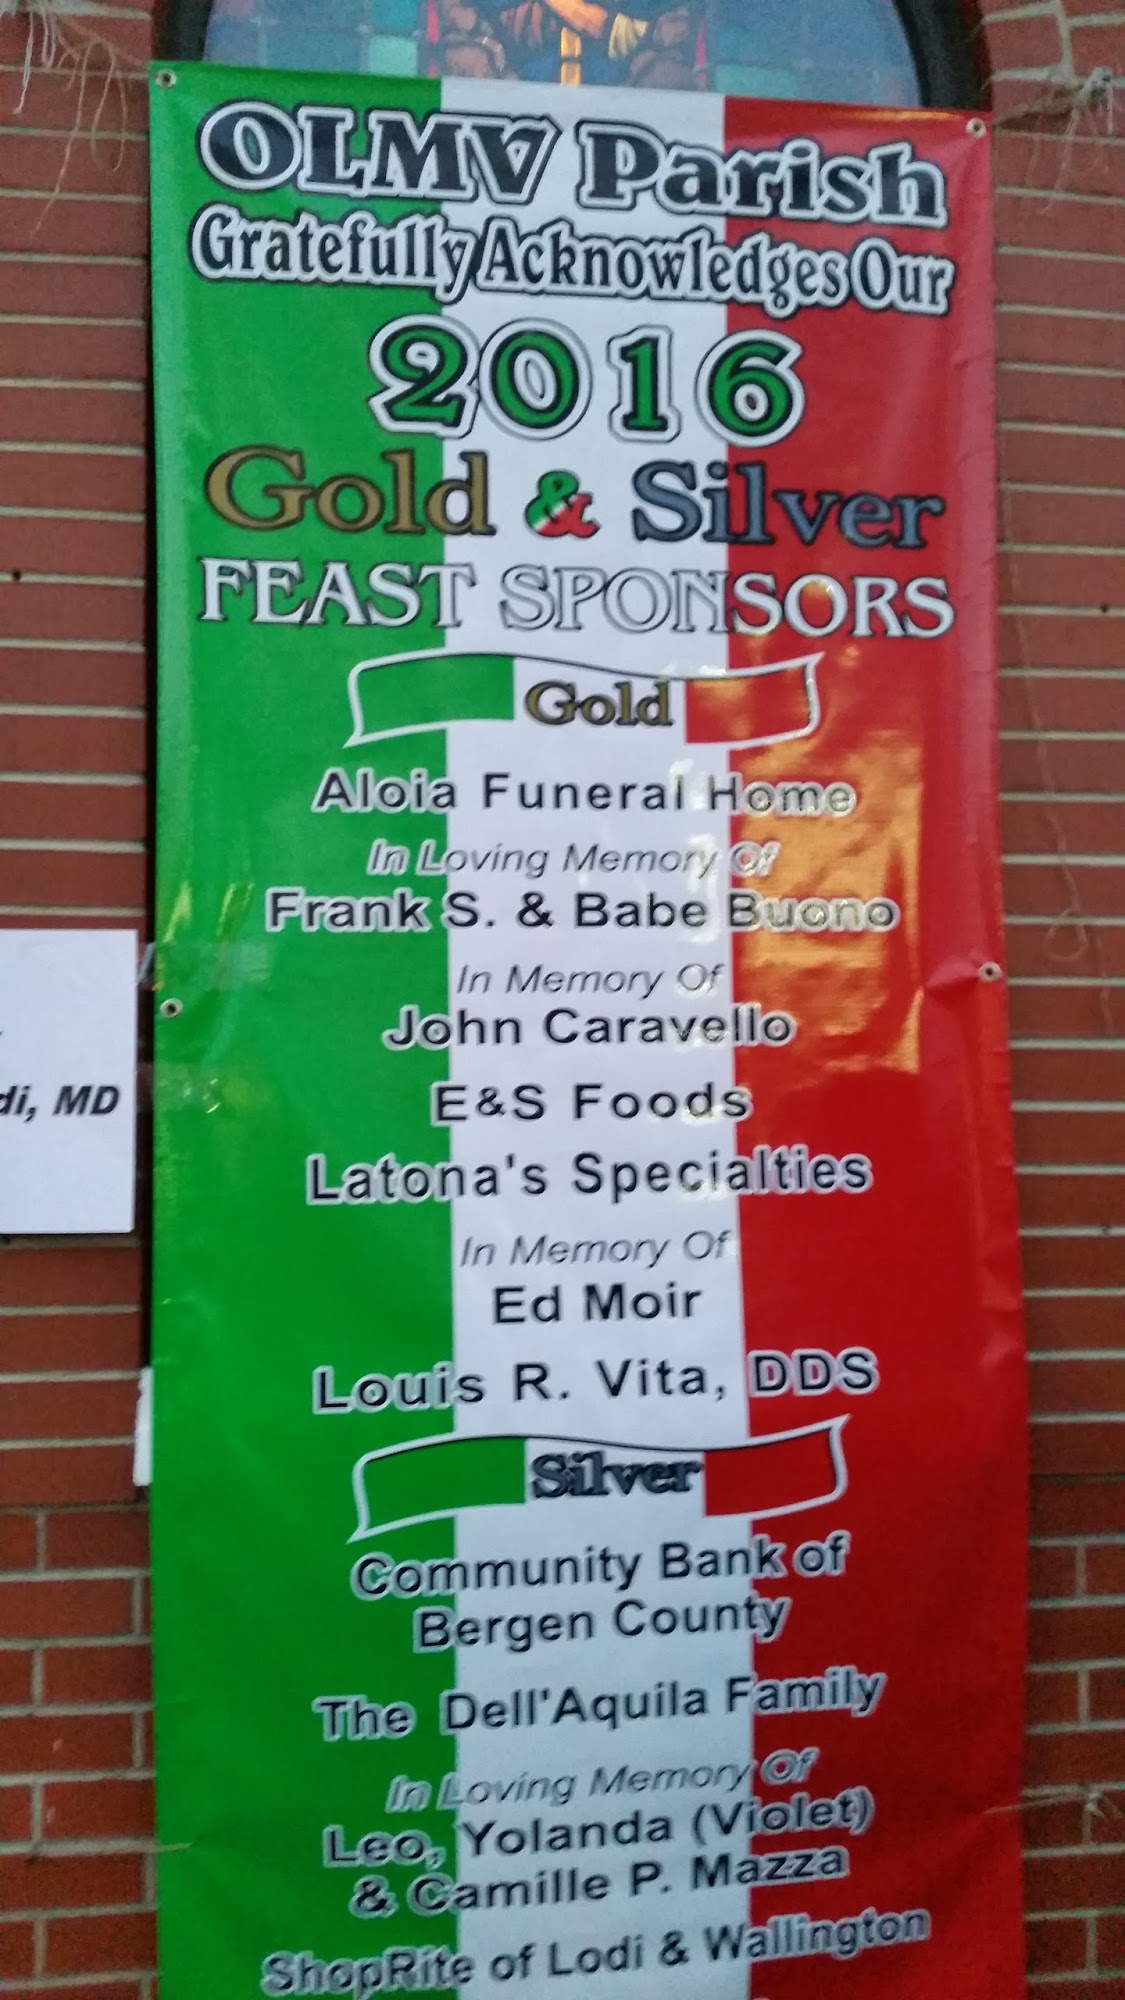 OLMV Parish
Gratefully Acknowledges Our
2016
Gold & Silver
FEAST SPONSORS
Gold
Aloia Funeral Home
In Loving Memory Of
Frank S. & Babe Buono
In Memory Of
John Caravello
E&S Foods
Latona's Specialties
In Memory Of
Ed Moir
Louis R. Vita, DDS
Silver
Community Bank of
Bergen County
The Dell'Aquila Family
In Loving Memory Of
Leo, Yolanda (Violet)
& Camille P. Mazza
ShopRite of Lodi & Wallington
di, MD